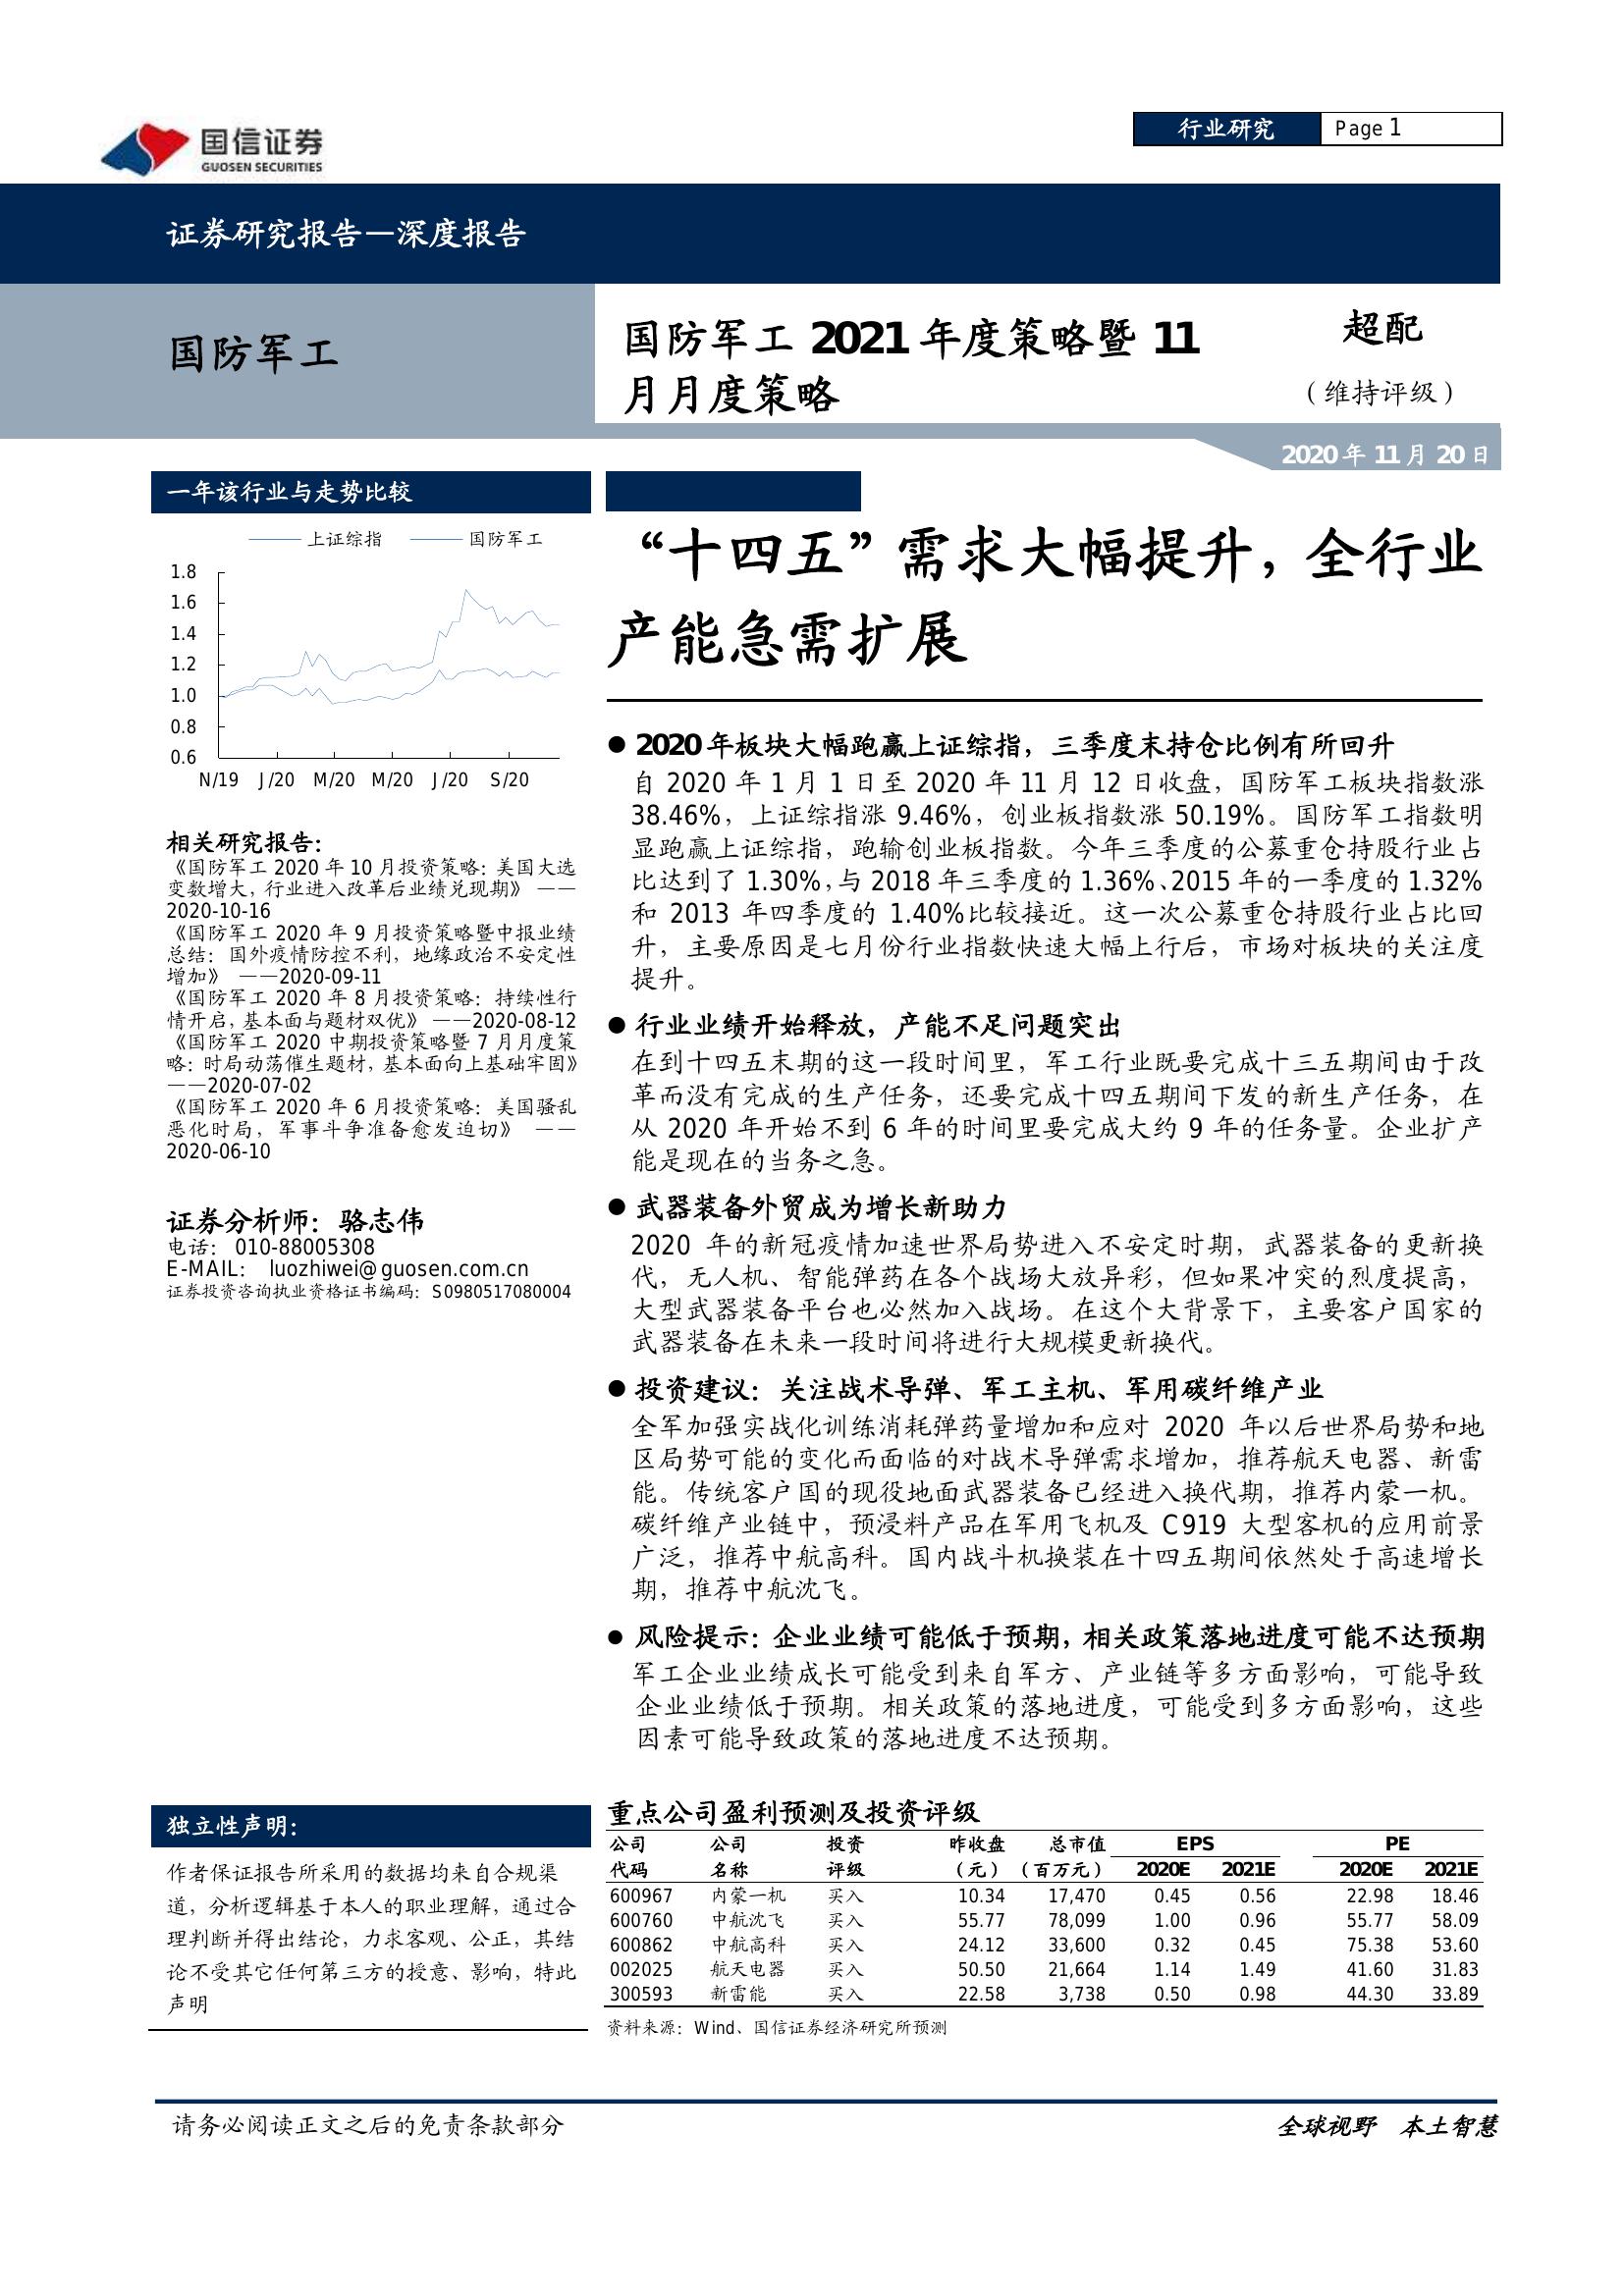 国信证券
GUOSEN SECURITIES
行业研究
Page 1
证券研究报告—深度报告
国防军工
国防军工 2021 年度策略暨 11
月月度策略
超配
（维持评级）
2020 年 11 月 20 日
一年该行业与走势比较
上证综指 国防军工
1.8
1.6
1.4
1.2
1.0
0.8
0.6
N/19 J/20 M/20 M/20 J/20 S/20
相关研究报告：
《国防军工 2020 年 10 月投资策略：美国大选
变数增大，行业进入改革后业绩兑现期》 ——
2020-10-16
《国防军工 2020 年 9 月投资策略暨中报业绩
总结：国外疫情防控不利，地缘政治不安定性
增加》 ——2020-09-11
《国防军工 2020 年 8 月投资策略：持续性行
情开启，基本面与题材双优》 ——2020-08-12
《国防军工 2020 中期投资策略暨 7 月月度策
略：时局动荡催生题材，基本面向上基础牢固》
——2020-07-02
《国防军工 2020 年 6 月投资策略：美国骚乱
恶化时局，军事斗争准备愈发迫切》 ——
2020-06-10
证券分析师：骆志伟
电话： 010-88005308
E-MAIL： luozhiwei@guosen.com.cn
证券投资咨询执业资格证书编码：S0980517080004
“十四五”需求大幅提升，全行业
产能急需扩展
● 2020 年板块大幅跑赢上证综指，三季度末持仓比例有所回升
自 2020 年 1 月 1 日至 2020 年 11 月 12 日收盘，国防军工板块指数涨
38.46%，上证综指涨 9.46%，创业板指数涨 50.19%。国防军工指数明
显跑赢上证综指，跑输创业板指数。今年三季度的公募重仓持股行业占
比达到了 1.30%，与 2018 年三季度的 1.36%、2015 年的一季度的 1.32%
和 2013 年四季度的 1.40%比较接近。这一次公募重仓持股行业占比回
升，主要原因是七月份行业指数快速大幅上行后，市场对板块的关注度
提升。
● 行业业绩开始释放，产能不足问题突出
在到十四五末期的这一段时间里，军工行业既要完成十三五期间由于改
革而没有完成的生产任务，还要完成十四五期间下发的新生产任务，在
从 2020 年开始不到 6 年的时间里要完成大约 9 年的任务量。企业扩产
能是现在的当务之急。
● 武器装备外贸成为增长新助力
2020 年的新冠疫情加速世界局势进入不安定时期，武器装备的更新换
代，无人机、智能弹药在各个战场大放异彩，但如果冲突的烈度提高，
大型武器装备平台也必然加入战场。在这个大背景下，主要客户国家的
武器装备在未来一段时间将进行大规模更新换代。
● 投资建议：关注战术导弹、军工主机、军用碳纤维产业
全军加强实战化训练消耗弹药量增加和应对 2020 年以后世界局势和地
区局势可能的变化而面临的对战术导弹需求增加，推荐航天电器、新雷
能。传统客户国的现役地面武器装备已经进入换代期，推荐内蒙一机。
碳纤维产业链中，预浸料产品在军用飞机及 C919 大型客机的应用前景
广泛，推荐中航高科。国内战斗机换装在十四五期间依然处于高速增长
期，推荐中航沈飞。
● 风险提示：企业业绩可能低于预期，相关政策落地进度可能不达预期
军工企业业绩成长可能受到来自军方、产业链等多方面影响，可能导致
企业业绩低于预期。相关政策的落地进度，可能受到多方面影响，这些
因素可能导致政策的落地进度不达预期。
独立性声明：
作者保证报告所采用的数据均来自合规渠
道，分析逻辑基于本人的职业理解，通过合
理判断并得出结论，力求客观、公正，其结
论不受其它任何第三方的授意、影响，特此
声明
重点公司盈利预测及投资评级
公司 公司 投资 昨收盘 总市值 EPS PE
代码 名称 评级 （元） （百万元） 2020E 2021E 2020E 2021E
600967 内蒙一机 买入 10.34 17,470 0.45 0.56 22.98 18.46
600760 中航沈飞 买入 55.77 78,099 1.00 0.96 55.77 58.09
600862 中航高科 买入 24.12 33,600 0.32 0.45 75.38 53.60
002025 航天电器 买入 50.50 21,664 1.14 1.49 41.60 31.83
300593 新雷能 买入 22.58 3,738 0.50 0.98 44.30 33.89
资料来源：Wind、国信证券经济研究所预测
请务必阅读正文之后的免责条款部分
全球视野 本土智慧